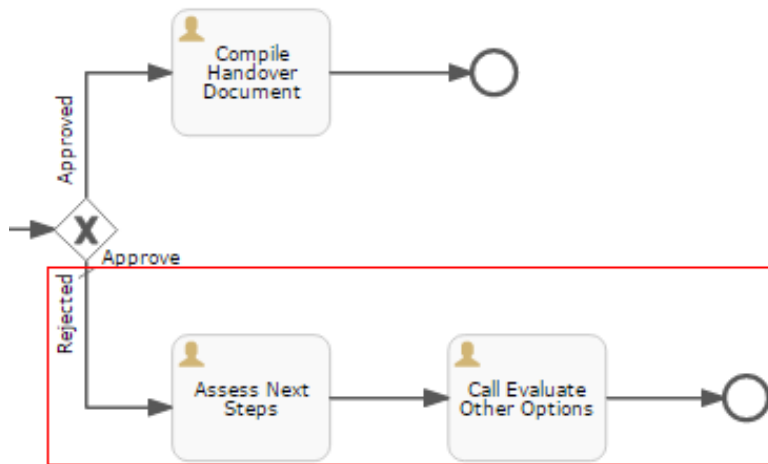 Compile
Handover
Document
Approved
Approve
Rejected
Assess Next
Steps
Call Evaluate
Other Options